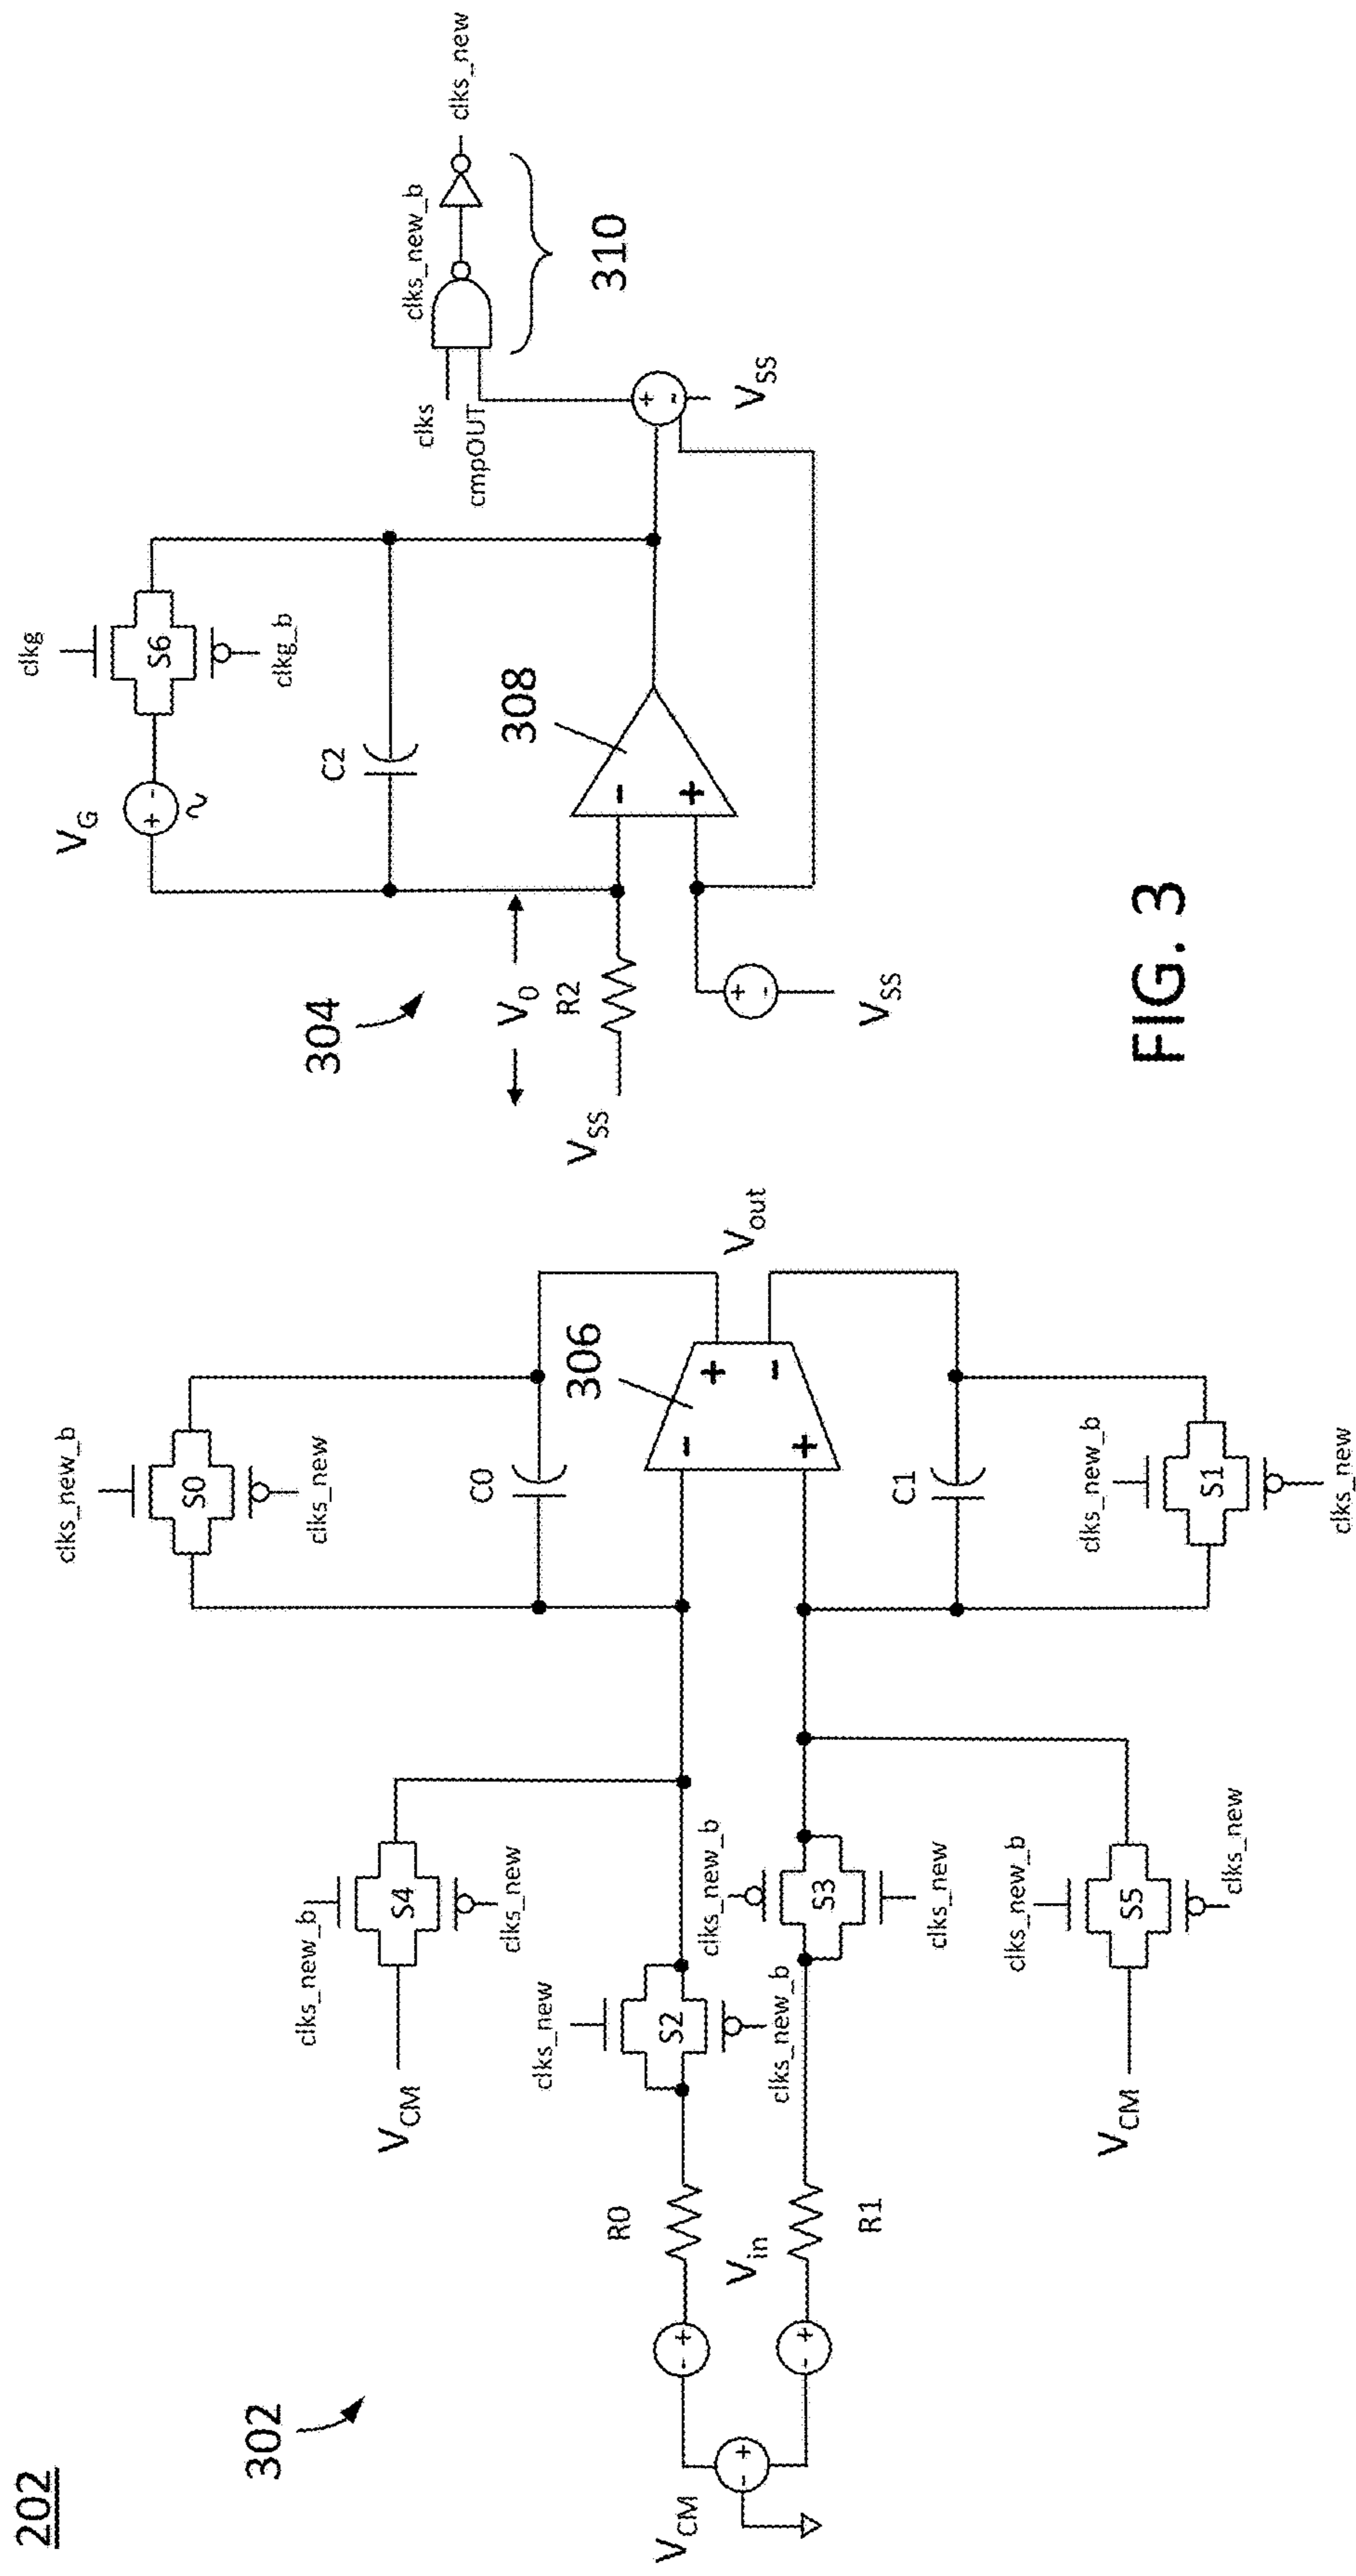 202
302
304
V_CM
V_in
R0
R1
clks_new
S2
clks_new_b
clks_new_b
S3
clks_new
V_CM
clks_new_b
S4
clks_new
V_CM
clks_new_b
S5
clks_new
clks_new_b
S0
clks_new
C0
306
- +
+ -
V_out
C1
clks_new_b
S1
clks_new
V_SS
V_0
R2
V_SS
V_G
+ -
~
clkg
S6
clkg_b
C2
308
-
+
+ -
V_SS
clks
cmpOUT
clks_new_b
clks_new
310
FIG. 3